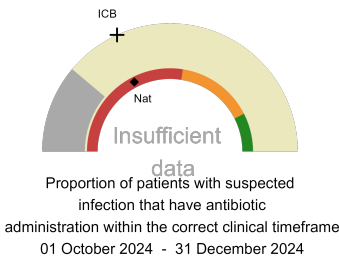 ICB
Nat
Insufficient
data
Proportion of patients with suspected
infection that have antibiotic
administration within the correct clinical timeframe
01 October 2024 - 31 December 2024